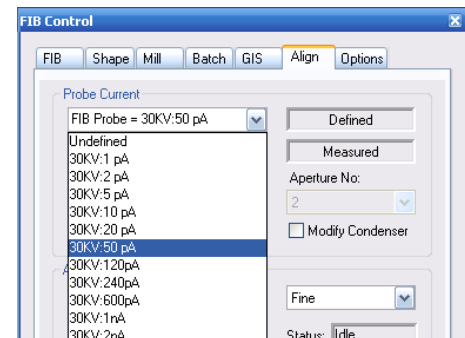 FIB Control
FIB Shape Mill Batch GIS Align Options
Probe Current
FIB Probe = 30KV:50 pA
Defined
Undefined
Measured
30KV:1 pA
30KV:2 pA
Aperture No:
30KV:5 pA
2
30KV:10 pA
30KV:20 pA
Modify Condenser
30KV:50 pA
30KV:120pA
30KV:240pA
30KV:600pA
Fine
30KV:1nA
30KV:2nA
Status: Idle